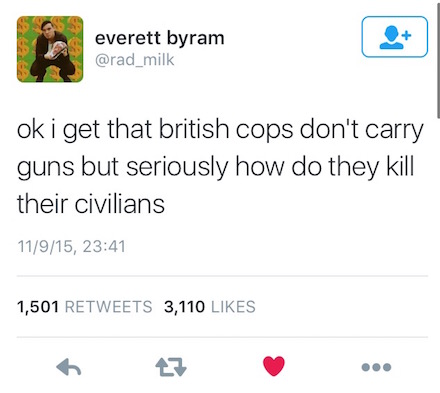 everett byram
@rad_milk
ok i get that british cops don't carry
guns but seriously how do they kill
their civilians
11/9/15, 23:41
1,501 RETWEETS 3,110 LIKES